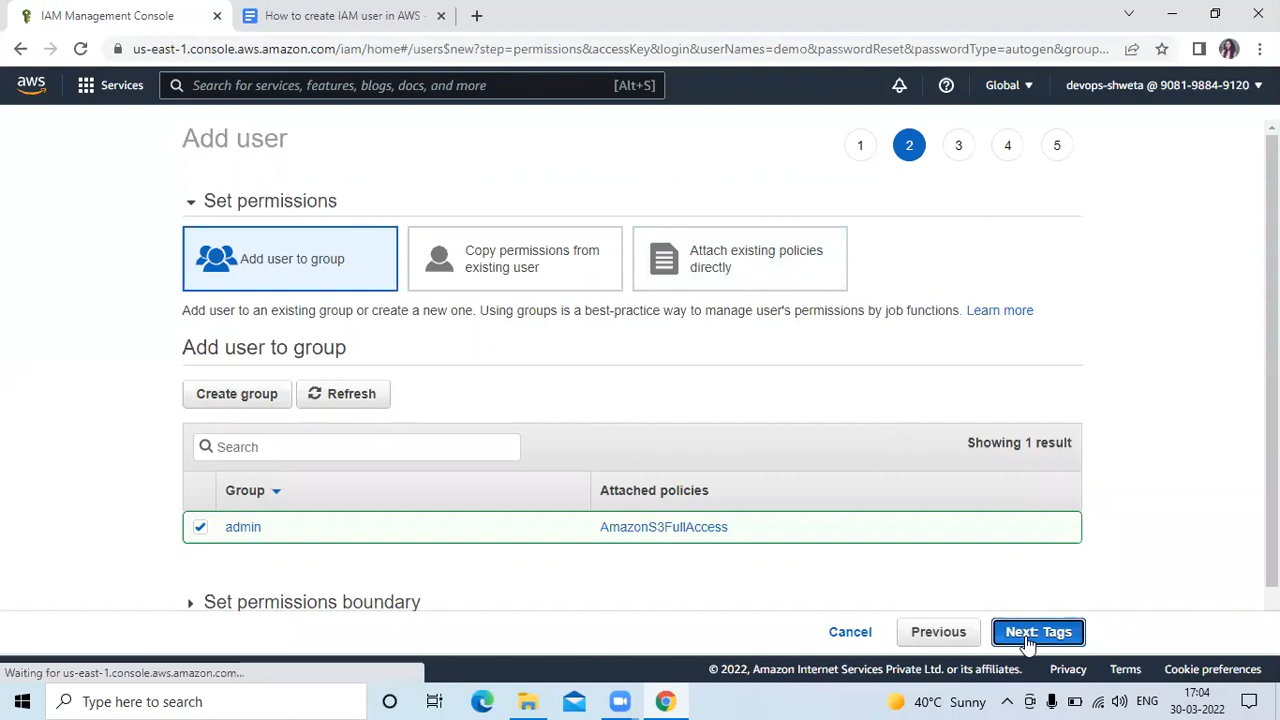 IAM Management Console
How to create IAM user in AWS -
us-east-1.console.aws.amazon.com/iam/home#/users$new?step=permissions&accessKey&login&userNames=demo&passwordReset&passwordType=autogen&group...
aws
Services
Search for services, features, blogs, docs, and more
[Alt+S]
Global
devops-shweta @ 9081-9884-9120
Add user
1
2
3
4
5
Set permissions
Add user to group
Copy permissions from
existing user
Attach existing policies
directly
Add user to an existing group or create a new one. Using groups is a best-practice way to manage user's permissions by job functions. Learn more
Add user to group
Create group
Refresh
Search
Showing 1 result
Group
Attached policies
admin
AmazonS3FullAccess
Set permissions boundary
Cancel
Previous
Next: Tags
Waiting for us-east-1.console.aws.amazon.com...
© 2022, Amazon Internet Services Private Ltd. or its affiliates.
Privacy
Terms
Cookie preferences
Type here to search
40°C Sunny
ENG
17:04
30-03-2022